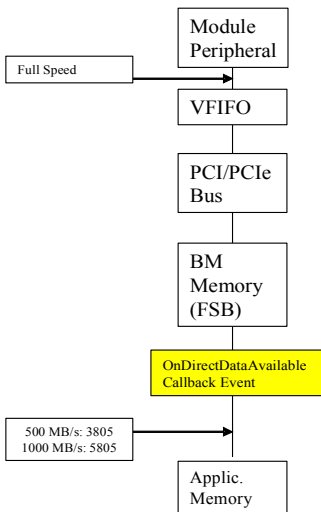 Module
Peripheral
Full Speed
VFIFO
PCI/PCIe
Bus
BM
Memory
(FSB)
OnDirectDataAvailable
Callback Event
500 MB/s: 3805
1000 MB/s: 5805
Applic.
Memory